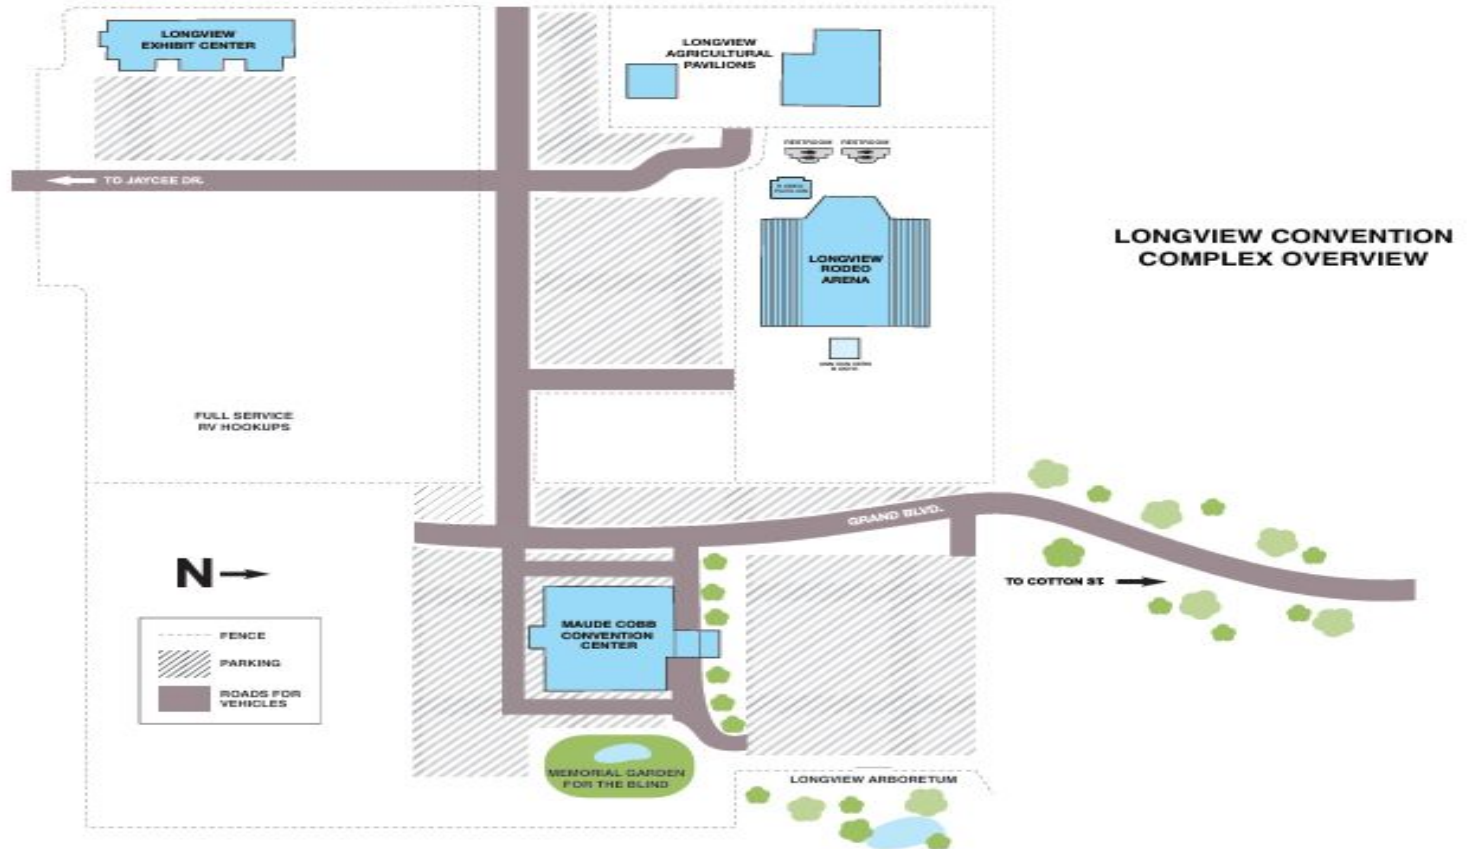 LONGVIEW
EXHIBIT CENTER
LONGVIEW
AGRICULTURAL
PAVILIONS
RESTROOM
RESTROOM
TO JAYCEE DR.
LONGVIEW
RODEO
ARENA
LONGVIEW CONVENTION
COMPLEX OVERVIEW
FULL SERVICE
RV HOOKUPS
GRAND BLVD.
N
TO COTTON ST.
MAUDE COBB
CONVENTION
CENTER
FENCE
PARKING
ROADS FOR
VEHICLES
MEMORIAL GARDEN
FOR THE BLIND
LONGVIEW ARBORETUM